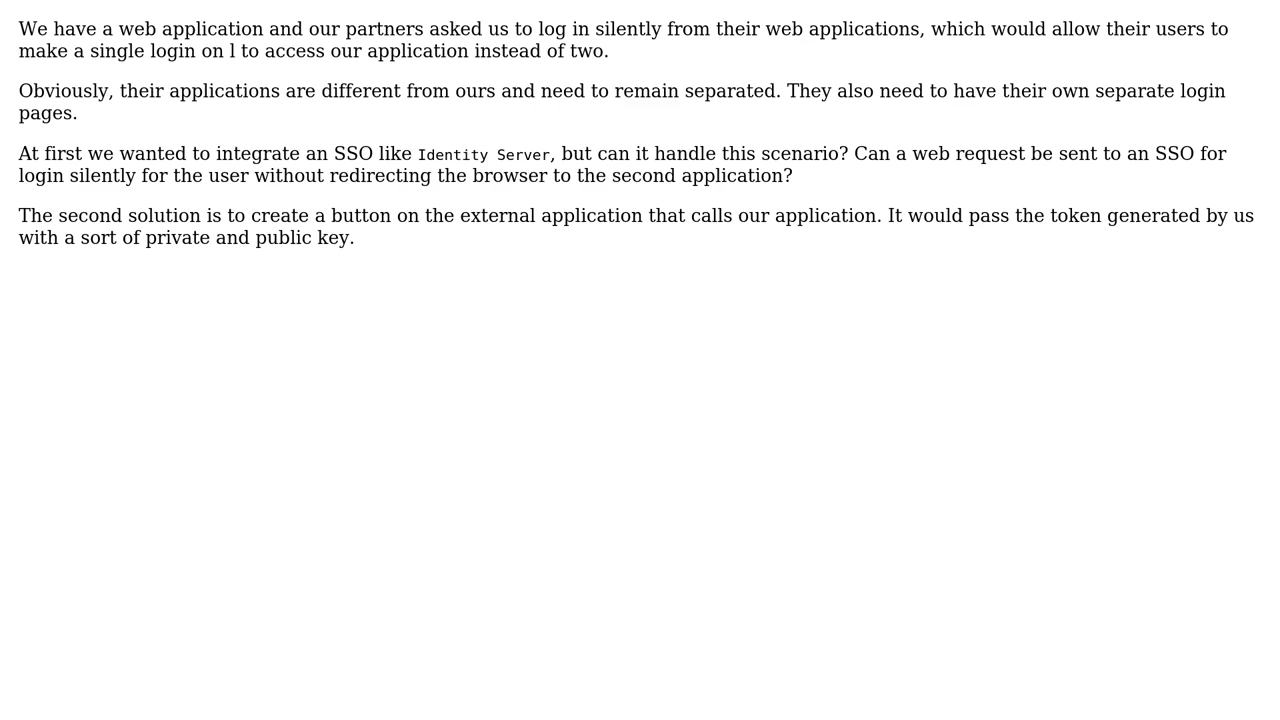 We have a web application and our partners asked us to log in silently from their web applications, which would allow their users to
make a single login on l to access our application instead of two.
Obviously, their applications are different from ours and need to remain separated. They also need to have their own separate login
pages.
At first we wanted to integrate an SSO like Identity Server, but can it handle this scenario? Can a web request be sent to an SSO for
login silently for the user without redirecting the browser to the second application?
The second solution is to create a button on the external application that calls our application. It would pass the token generated by us
with a sort of private and public key.